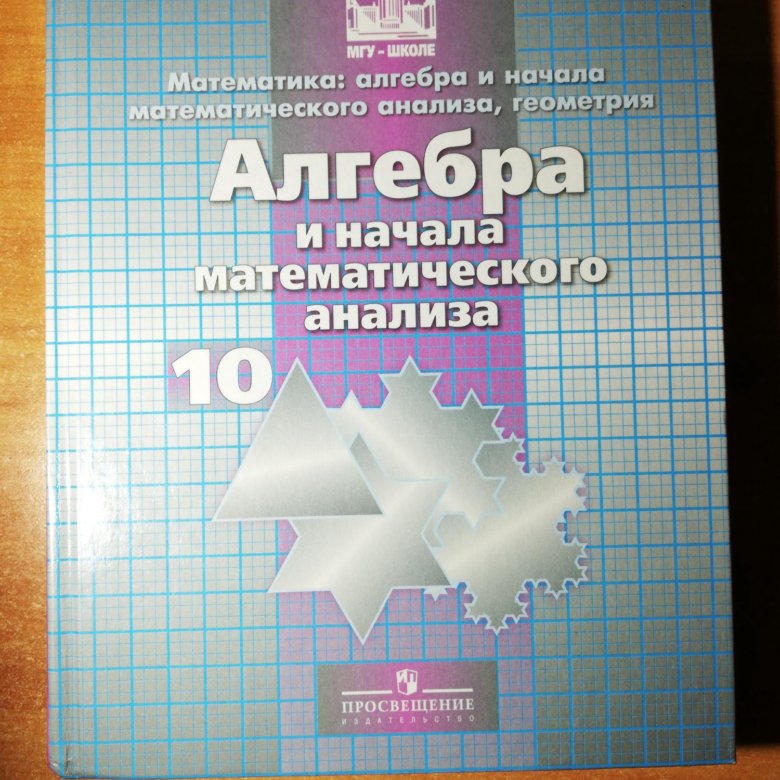 МГУ - ШКОЛЕ
Математика: алгебра и начала
математического анализа, геометрия
Алгебра
и начала
математического
анализа
10
ПРОСВЕЩЕНИЕ
ИЗДАТЕЛЬСТВО